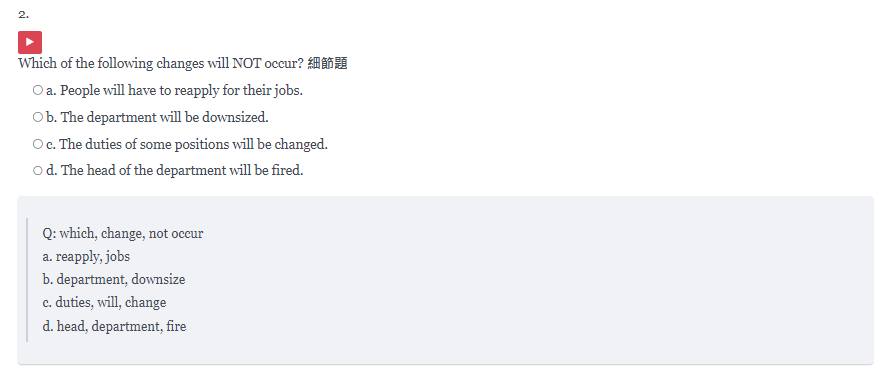 2.
Which of the following changes will NOT occur? 細節題
a. People will have to reapply for their jobs.
b. The department will be downsized.
c. The duties of some positions will be changed.
d. The head of the department will be fired.
Q: which, change, not occur
a. reapply, jobs
b. department, downsize
c. duties, will, change
d. head, department, fire